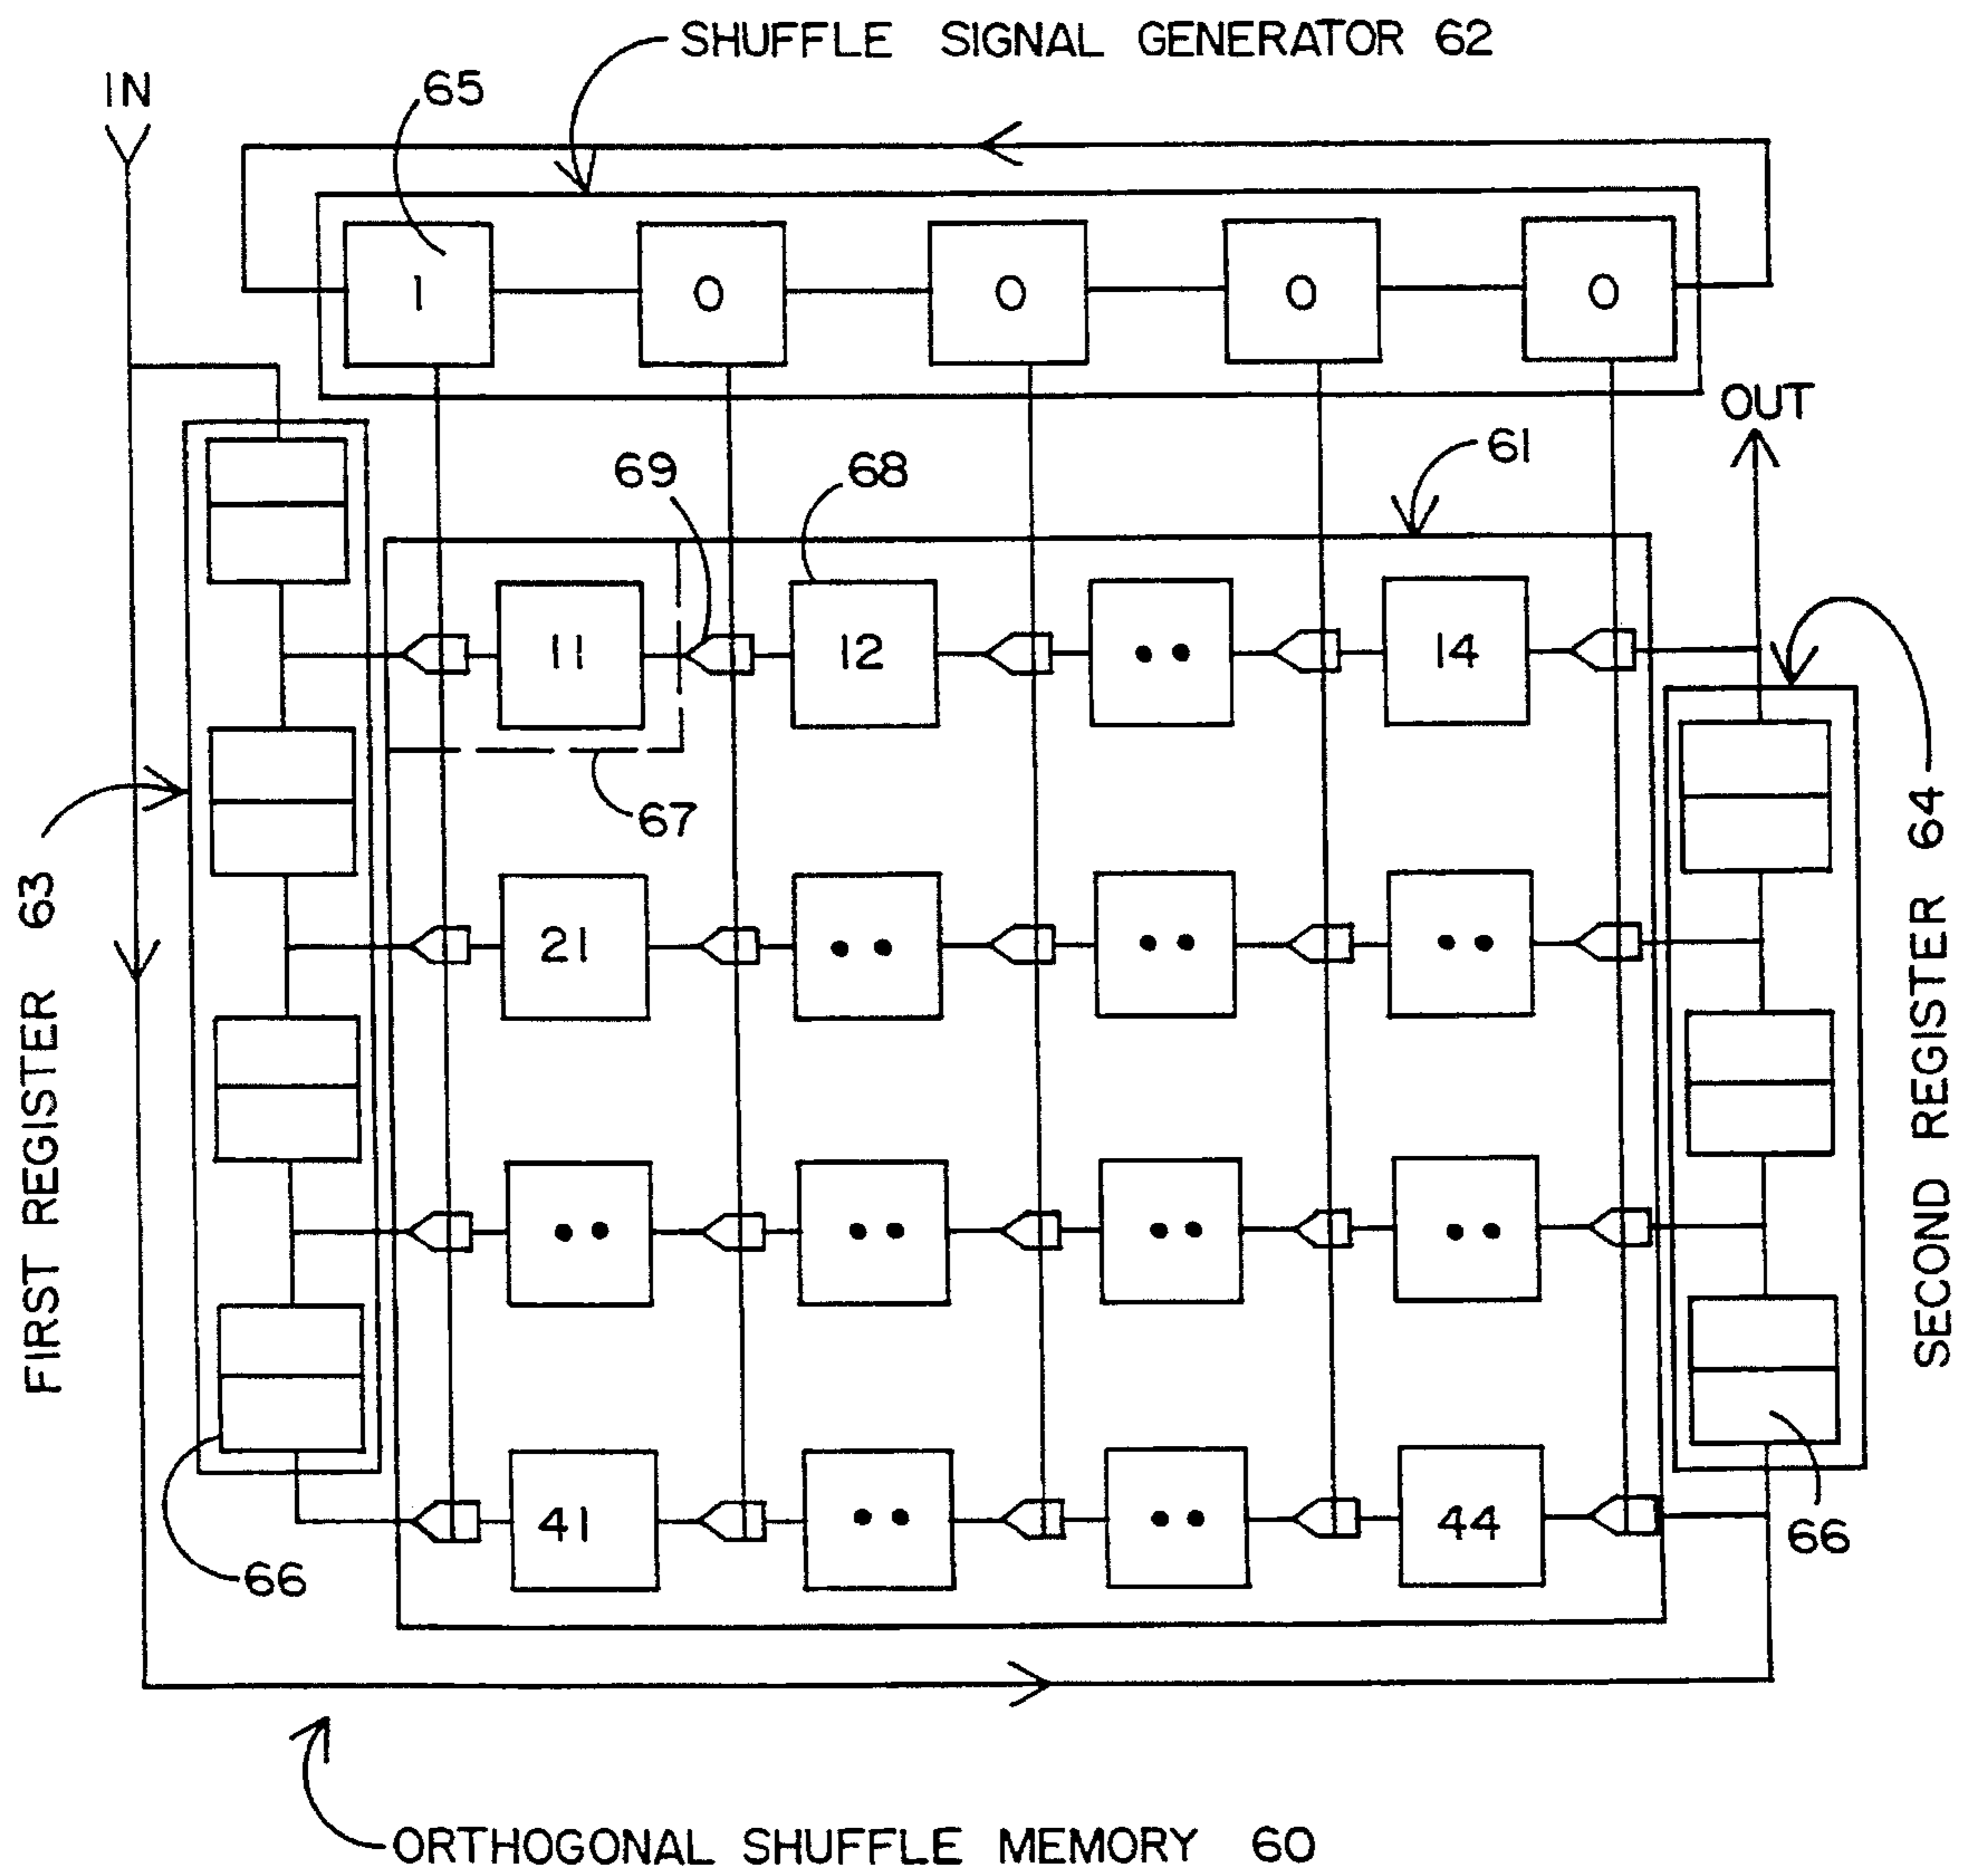 SHUFFLE SIGNAL GENERATOR 62
IN
65
1 0 0 0 0
OUT
61
69
68
11 12 •• 14
67
FIRST REGISTER 63
SECOND REGISTER 64
21 •• •• ••
•• •• •• ••
41 •• •• 44
66
66
ORTHOGONAL SHUFFLE MEMORY 60